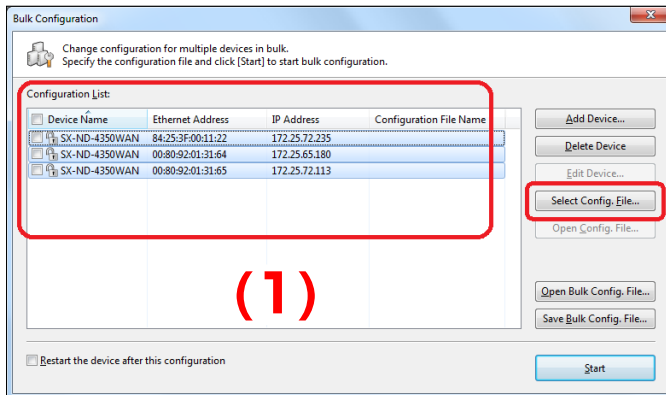 Bulk Configuration
Change configuration for multiple devices in bulk.
Specify the configuration file and click [Start] to start bulk configuration.
Configuration List:
Device Name Ethernet Address IP Address Configuration File Name
SX-ND-4350WAN 84:25:3F:00:11:22 172.25.72.235
SX-ND-4350WAN 00:80:92:01:31:64 172.25.65.180
SX-ND-4350WAN 00:80:92:01:31:65 172.25.72.113
Add Device...
Delete Device
Edit Device...
Select Config. File...
Open Config. File...
(1)
Open Bulk Config. File...
Save Bulk Config. File...
Restart the device after this configuration
Start